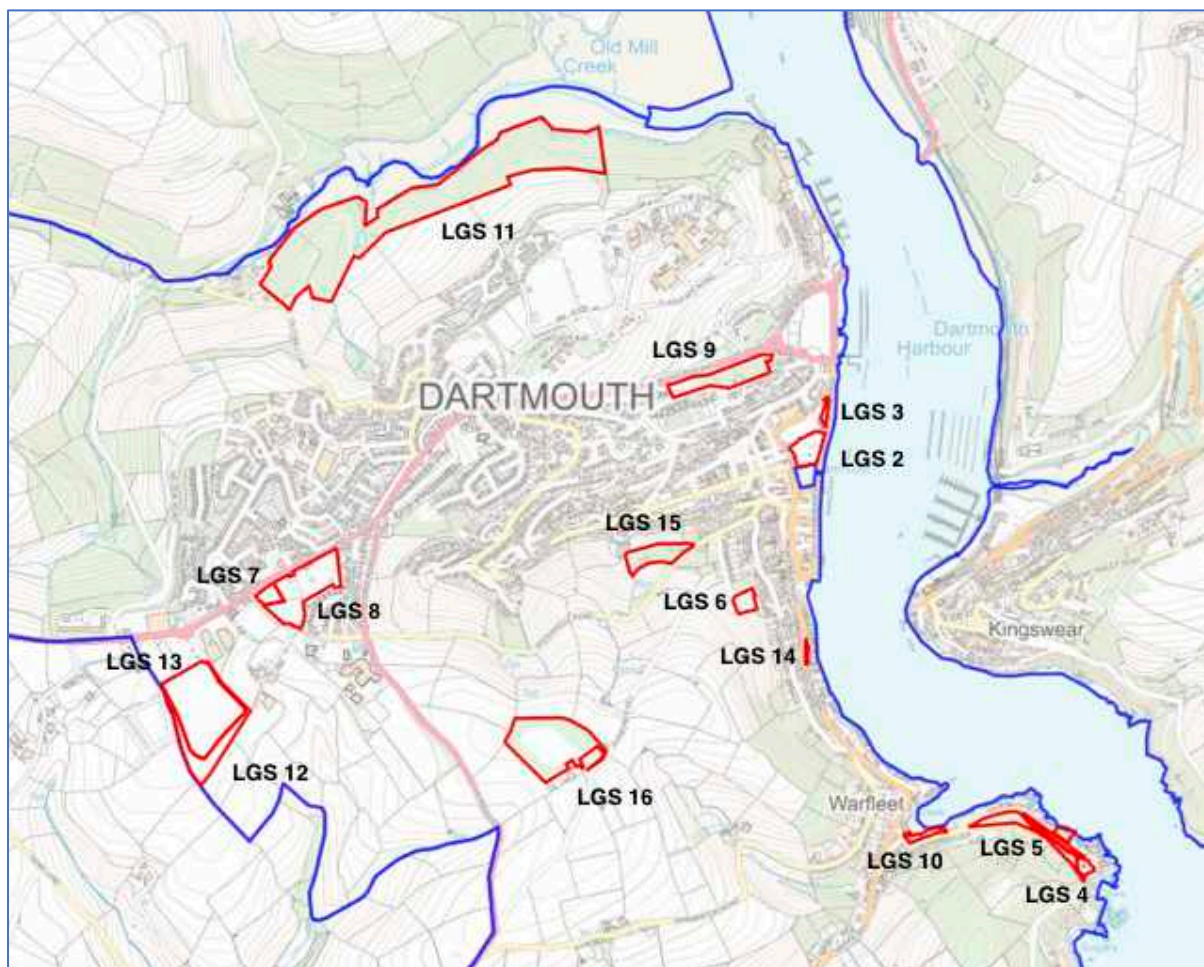 Old Mill
Creek
LGS 11
Dartmouth
Harbour
LGS 9
DARTMOUTH
LGS 3
LGS 2
LGS 15
LGS 7
LGS 8
LGS 6
Kingswear
LGS 14
LGS 13
LGS 12
LGS 16
Warfleet
LGS 10
LGS 5
LGS 4